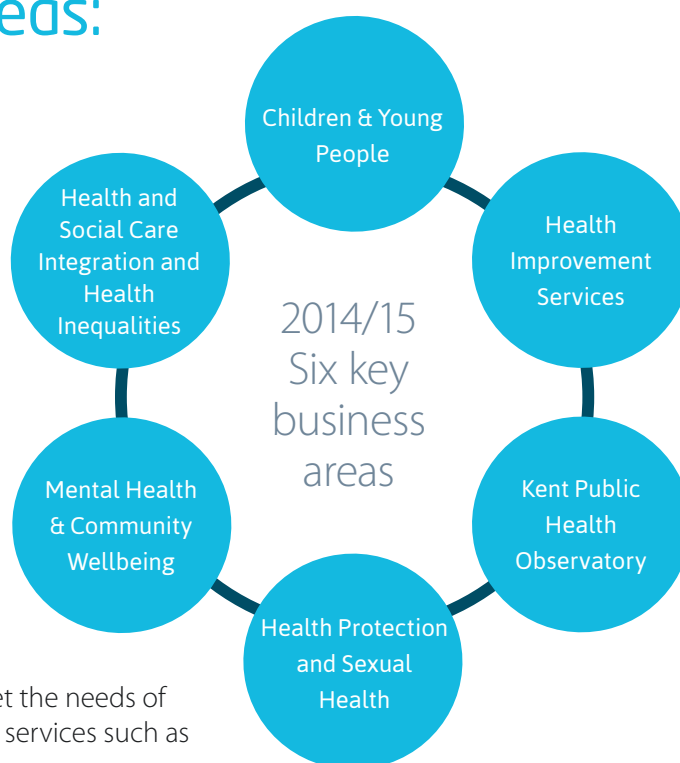 eas:
Children & Young
People
Health
Improvement
Services
Kent Public
Health
Observatory
Health Protection
and Sexual
Health
Mental Health
& Community
Wellbeing
Health and
Social Care
Integration and
Health
Inequalities
2014/15
Six key
business
areas
et the needs of
services such as